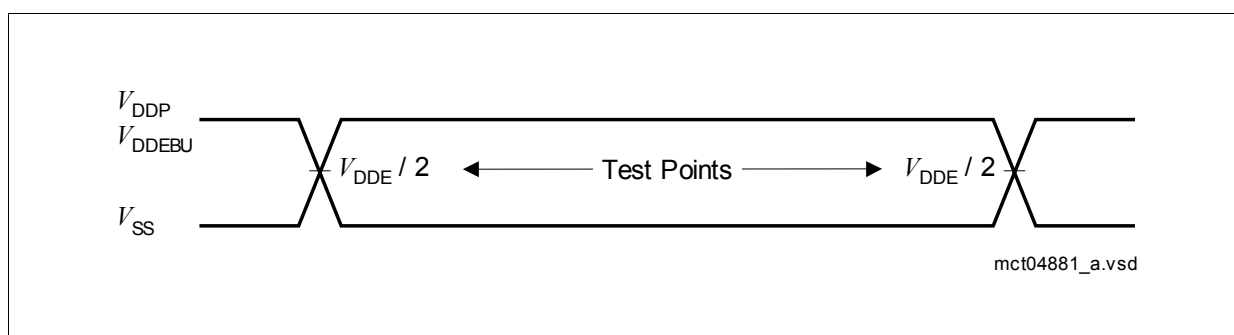 VDDP
VDDEBU
VDDE / 2 Test Points VDDE / 2
VSS
mct04881_a.vsd